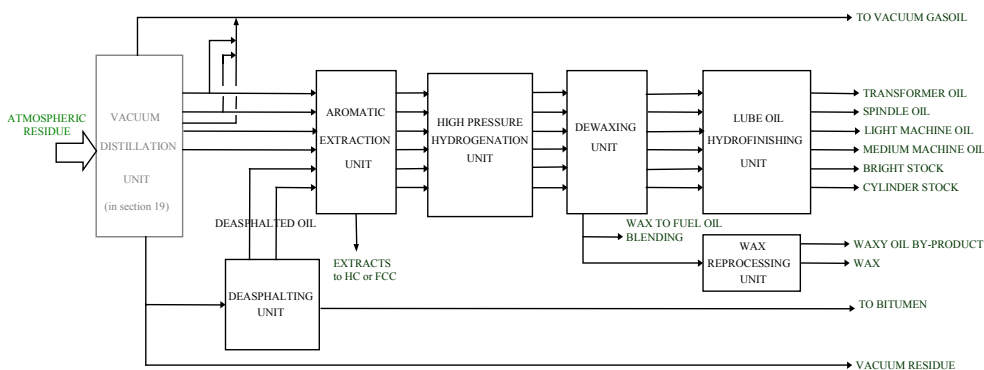 TO VACUUM GASOIL
ATMOSPHERIC
RESIDUE
VACUUM
DISTILLATION
UNIT
(in section 19)
AROMATIC
EXTRACTION
UNIT
HIGH PRESSURE
HYDROGENATION
UNIT
DEWAXING
UNIT
LUBE OIL
HYDROFINISHING
UNIT
TRANSFORMER OIL
SPINDLE OIL
LIGHT MACHINE OIL
MEDIUM MACHINE OIL
BRIGHT STOCK
CYLINDER STOCK
DEASPHALTED OIL
EXTRACTS
to HC or FCC
WAX TO FUEL OIL
BLENDING
WAX
REPROCESSING
UNIT
WAXY OIL BY-PRODUCT
WAX
DEASPHALTING
UNIT
TO BITUMEN
VACUUM RESIDUE